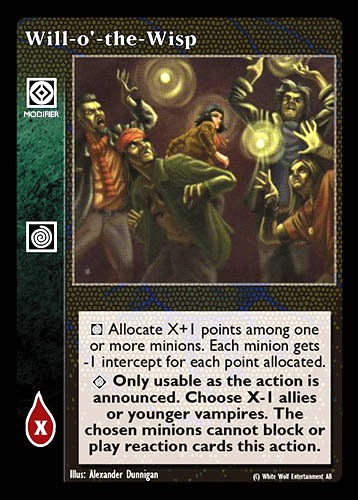 Will-o'-the-Wisp
MODIFIER
Allocate X+1 points among one
or more minions. Each minion gets
-1 intercept for each point allocated.
Only usable as the action is
announced. Choose X-1 allies
or younger vampires. The
chosen minions cannot block or
play reaction cards this action.
X
Illus: Alexander Dunnigan
(C) White Wolf Entertainment AB